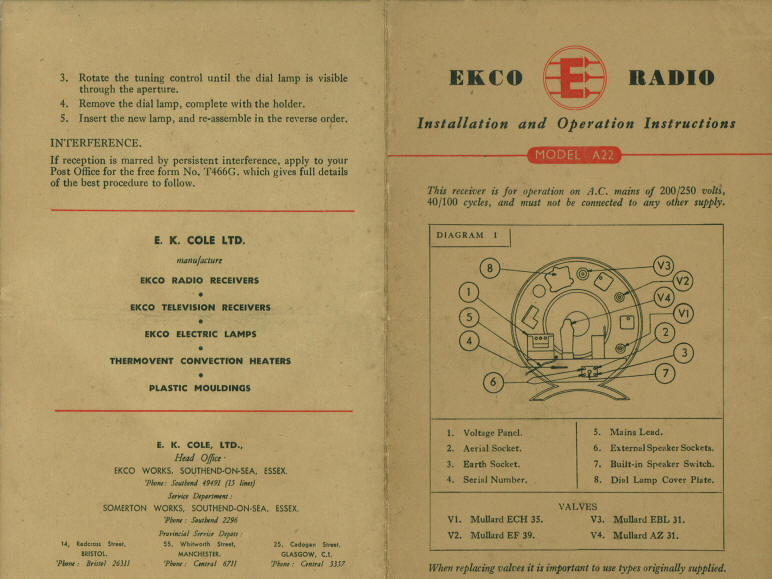 3. Rotate the tuning control until the dial lamp is visible
through the aperture.
4. Remove the dial lamp, complete with the holder.
5. Insert the new lamp, and re-assemble in the reverse order.
INTERFERENCE.
If reception is marred by persistent interference, apply to your
Post Office for the free form No. T466G. which gives full details
of the best procedure to follow.
E. K. COLE LTD.
manufacture
EKCO RADIO RECEIVERS
•
EKCO TELEVISION RECEIVERS
•
EKCO ELECTRIC LAMPS
•
THERMOVENT CONVECTION HEATERS
•
PLASTIC MOULDINGS
E. K. COLE, LTD.,
Head Office ·
EKCO WORKS, SOUTHEND-ON-SEA, ESSEX.
'Phone: Southend 49491 (15 lines)
Service Department:
SOMERTON WORKS, SOUTHEND-ON-SEA, ESSEX.
'Phone: Southend 2296
Provincial Service Depots:
14, Redcross Street, 55, Whitworth Street, 25, Cadogan Street,
BRISTOL. MANCHESTER. GLASGOW, C.1.
'Phone: Bristol 26311 'Phone: Central 6711 'Phone: Central 3357
EKCO E RADIO
Installation and Operation Instructions
MODEL A22
This receiver is for operation on A.C. mains of 200/250 volts,
40/100 cycles, and must not be connected to any other supply.
DIAGRAM 1
8 V3
V2
1 V4
5 V1
4 2
3
6 7
1. Voltage Panel. 5. Mains Lead.
2. Aerial Socket. 6. External Speaker Sockets.
3. Earth Socket. 7. Built-in Speaker Switch.
4. Serial Number. 8. Dial Lamp Cover Plate.
VALVES
V1. Mullard ECH 35. V3. Mullard EBL 31.
V2. Mullard EF 39. V4. Mullard AZ 31.
When replacing valves it is important to use types originally supplied.